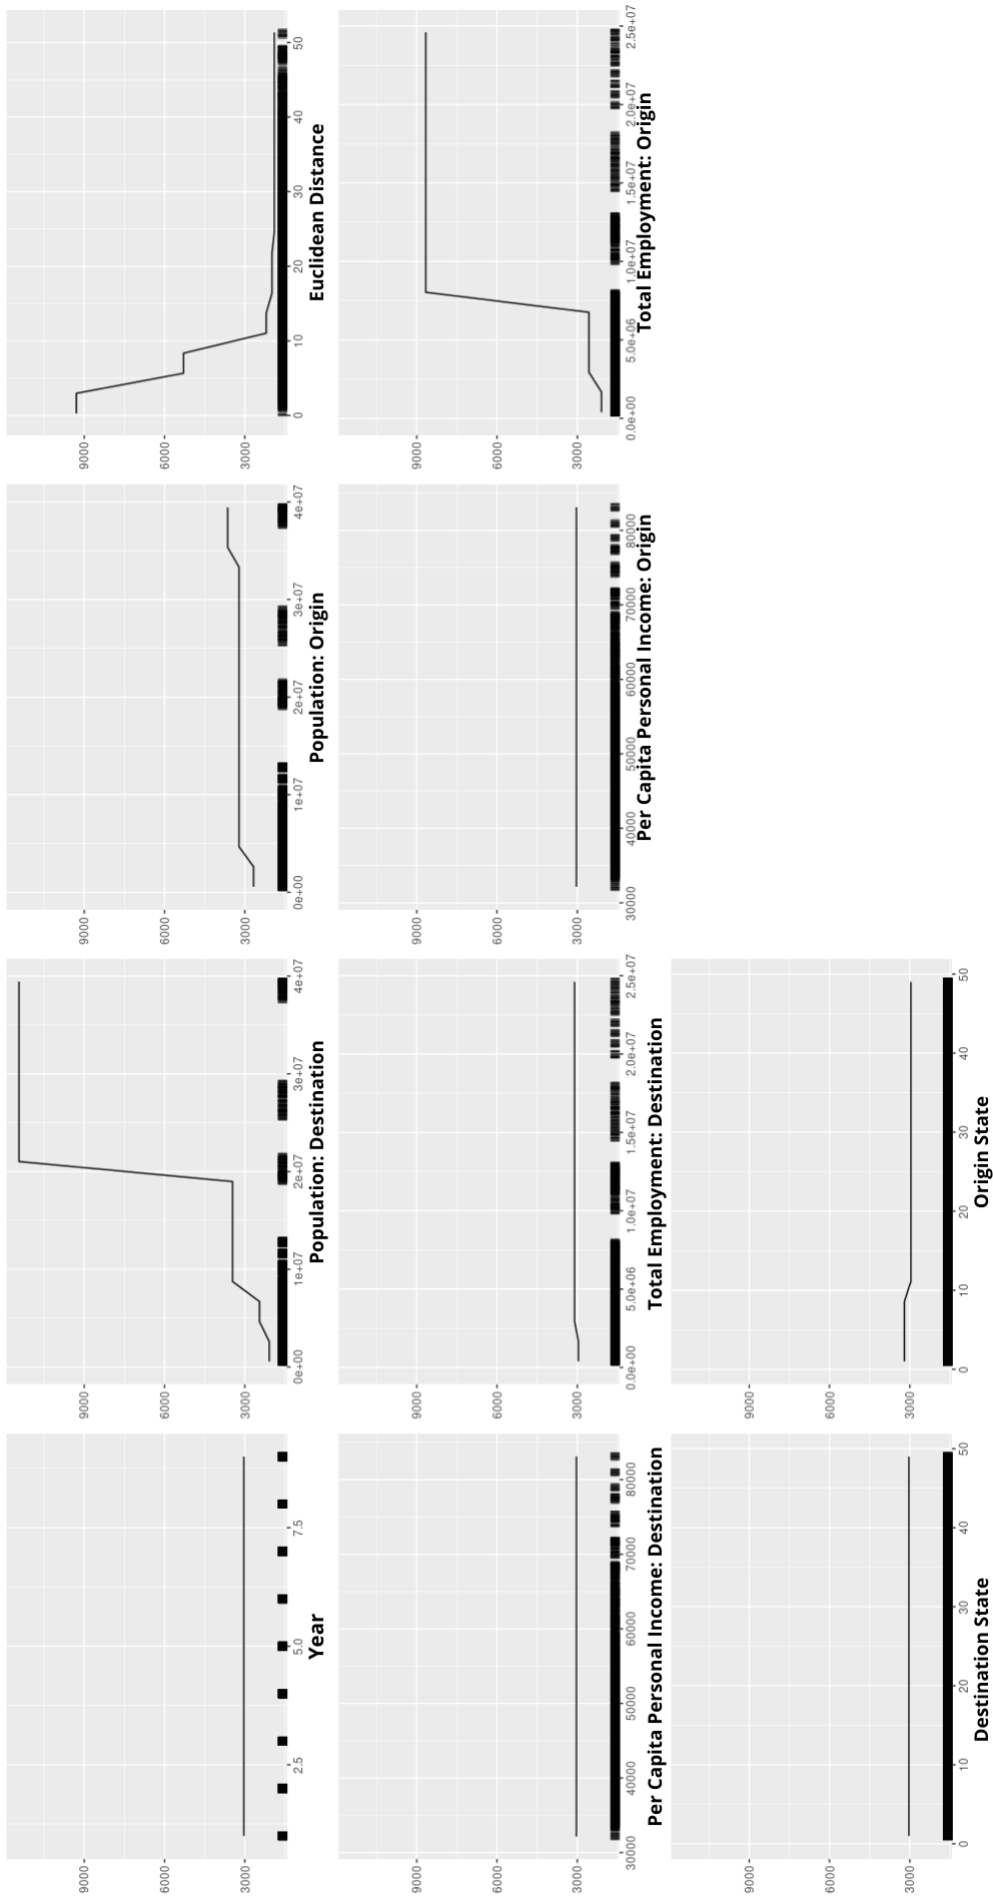 9000
6000
3000
2.5
5.0
7.5
Year
9000
6000
3000
0e+00
1e+07
2e+07
3e+07
4e+07
Population: Destination
9000
6000
3000
0e+00
1e+07
2e+07
3e+07
4e+07
Population: Origin
9000
6000
3000
0
10
20
30
40
50
Euclidean Distance
9000
6000
3000
30000
40000
50000
60000
70000
80000
Per Capita Personal Income: Destination
9000
6000
3000
0.0e+00
5.0e+06
1.0e+07
1.5e+07
2.0e+07
2.5e+07
Total Employment: Destination
9000
6000
3000
30000
40000
50000
60000
70000
80000
Per Capita Personal Income: Origin
9000
6000
3000
0.0e+00
5.0e+06
1.0e+07
1.5e+07
2.0e+07
2.5e+07
Total Employment: Origin
9000
6000
3000
0
10
20
30
40
50
Destination State
9000
6000
3000
0
10
20
30
40
50
Origin State